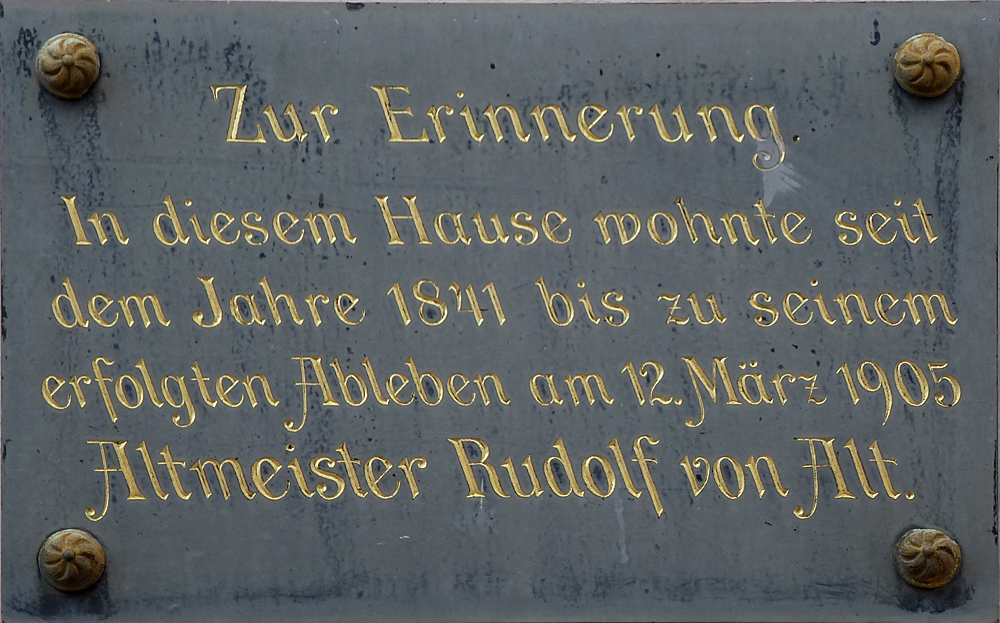 Zur Erinnerung.
In diesem Hause wohnte seit
dem Jahre 1841 bis zu seinem
erfolgten Ableben am 12. März 1905
Altmeister Rudolf von Alt.